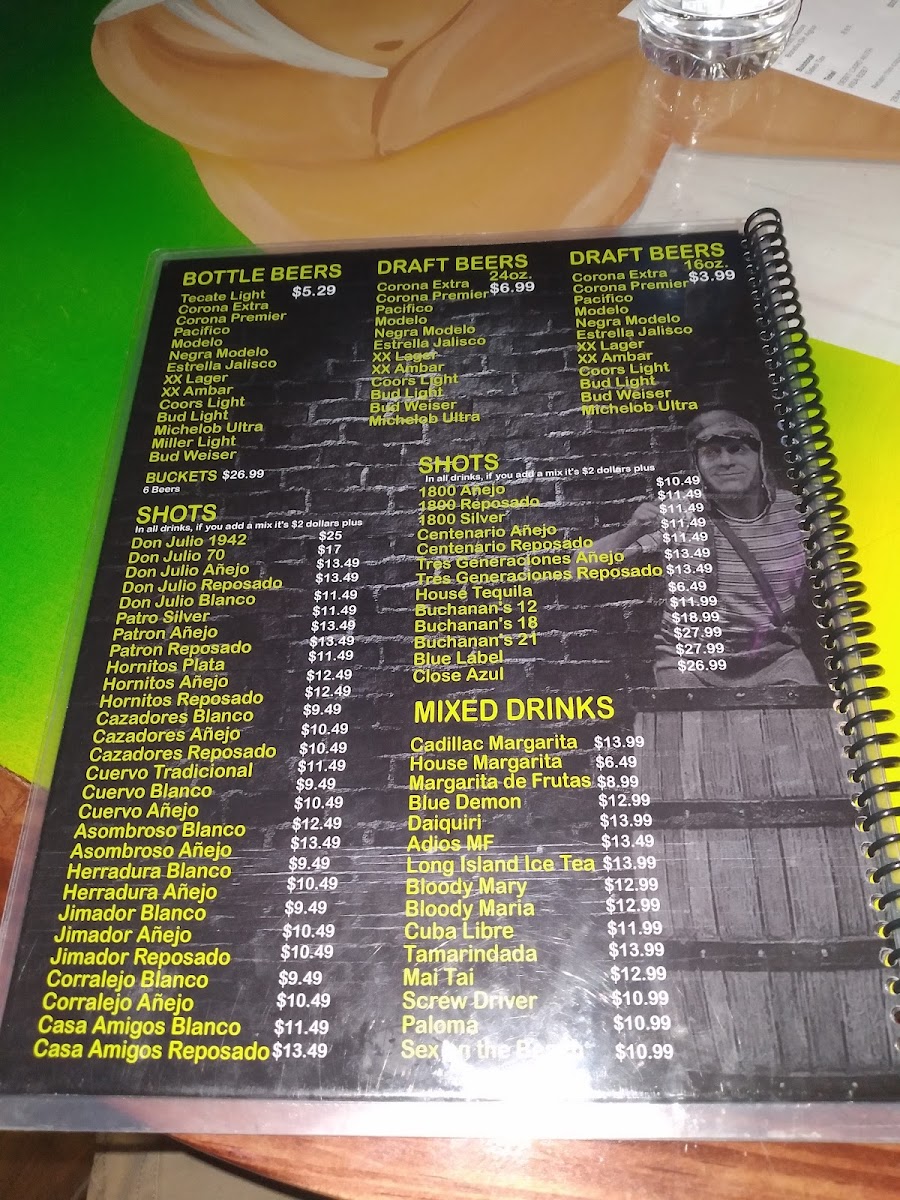 BOTTLE BEERS
Tecate Light $5.29
Corona Extra
Corona Premier
Pacifico
Modelo
Negra Modelo
Estrella Jalisco
XX Lager
XX Ambar
Coors Light
Bud Light
Michelob Ultra
Miller Light
Bud Weiser
BUCKETS $26.99
6 Beers
DRAFT BEERS
24oz.
Corona Extra $6.99
Corona Premier
Pacifico
Modelo
Negra Modelo
Estrella Jalisco
XX Lager
XX Ambar
Coors Light
Bud Light
Bud Weiser
Michelob Ultra
DRAFT BEERS
16oz.
Corona Extra $3.99
Corona Premier
Pacifico
Modelo
Negra Modelo
Estrella Jalisco
XX Lager
XX Ambar
Coors Light
Bud Light
Bud Weiser
Michelob Ultra
SHOTS
In all drinks, if you add a mix it's $2 dollars plus
Don Julio 1942 $25
Don Julio 70 $17
Don Julio Añejo $13.49
Don Julio Reposado $13.49
Don Julio Blanco $11.49
Patro Silver $11.49
Patron Añejo $13.49
Patron Reposado $13.49
Hornitos Plata $11.49
Hornitos Añejo $12.49
Hornitos Reposado $12.49
Cazadores Blanco $9.49
Cazadores Añejo $10.49
Cazadores Reposado $10.49
Cuervo Tradicional $11.49
Cuervo Blanco $9.49
Cuervo Añejo $10.49
Asombroso Blanco $12.49
Asombroso Añejo $13.49
Herradura Blanco $9.49
Herradura Añejo $10.49
Jimador Blanco $9.49
Jimador Añejo $10.49
Jimador Reposado $10.49
Corralejo Blanco $9.49
Corralejo Añejo $10.49
Casa Amigos Blanco $11.49
Casa Amigos Reposado $13.49
SHOTS
In all drinks, if you add a mix it's $2 dollars plus
1800 Añejo $10.49
1800 Reposado $11.49
1800 Silver $11.49
Centenario Añejo $11.49
Centenario Reposado $11.49
Tres Generaciones Añejo $13.49
Tres Generaciones Reposado $13.49
House Tequila $6.49
Buchanan's 12 $11.99
Buchanan's 18 $18.99
Buchanan's 21 $27.99
Blue Label $27.99
Close Azul $26.99
MIXED DRINKS
Cadillac Margarita $13.99
House Margarita $6.49
Margarita de Frutas $8.99
Blue Demon $12.99
Daiquiri $13.99
Adios MF $13.49
Long Island Ice Tea $13.99
Bloody Mary $12.99
Bloody Maria $12.99
Cuba Libre $11.99
Tamarindada $13.99
Mai Tai $12.99
Screw Driver $10.99
Paloma $10.99
Sex on the Beach $10.99